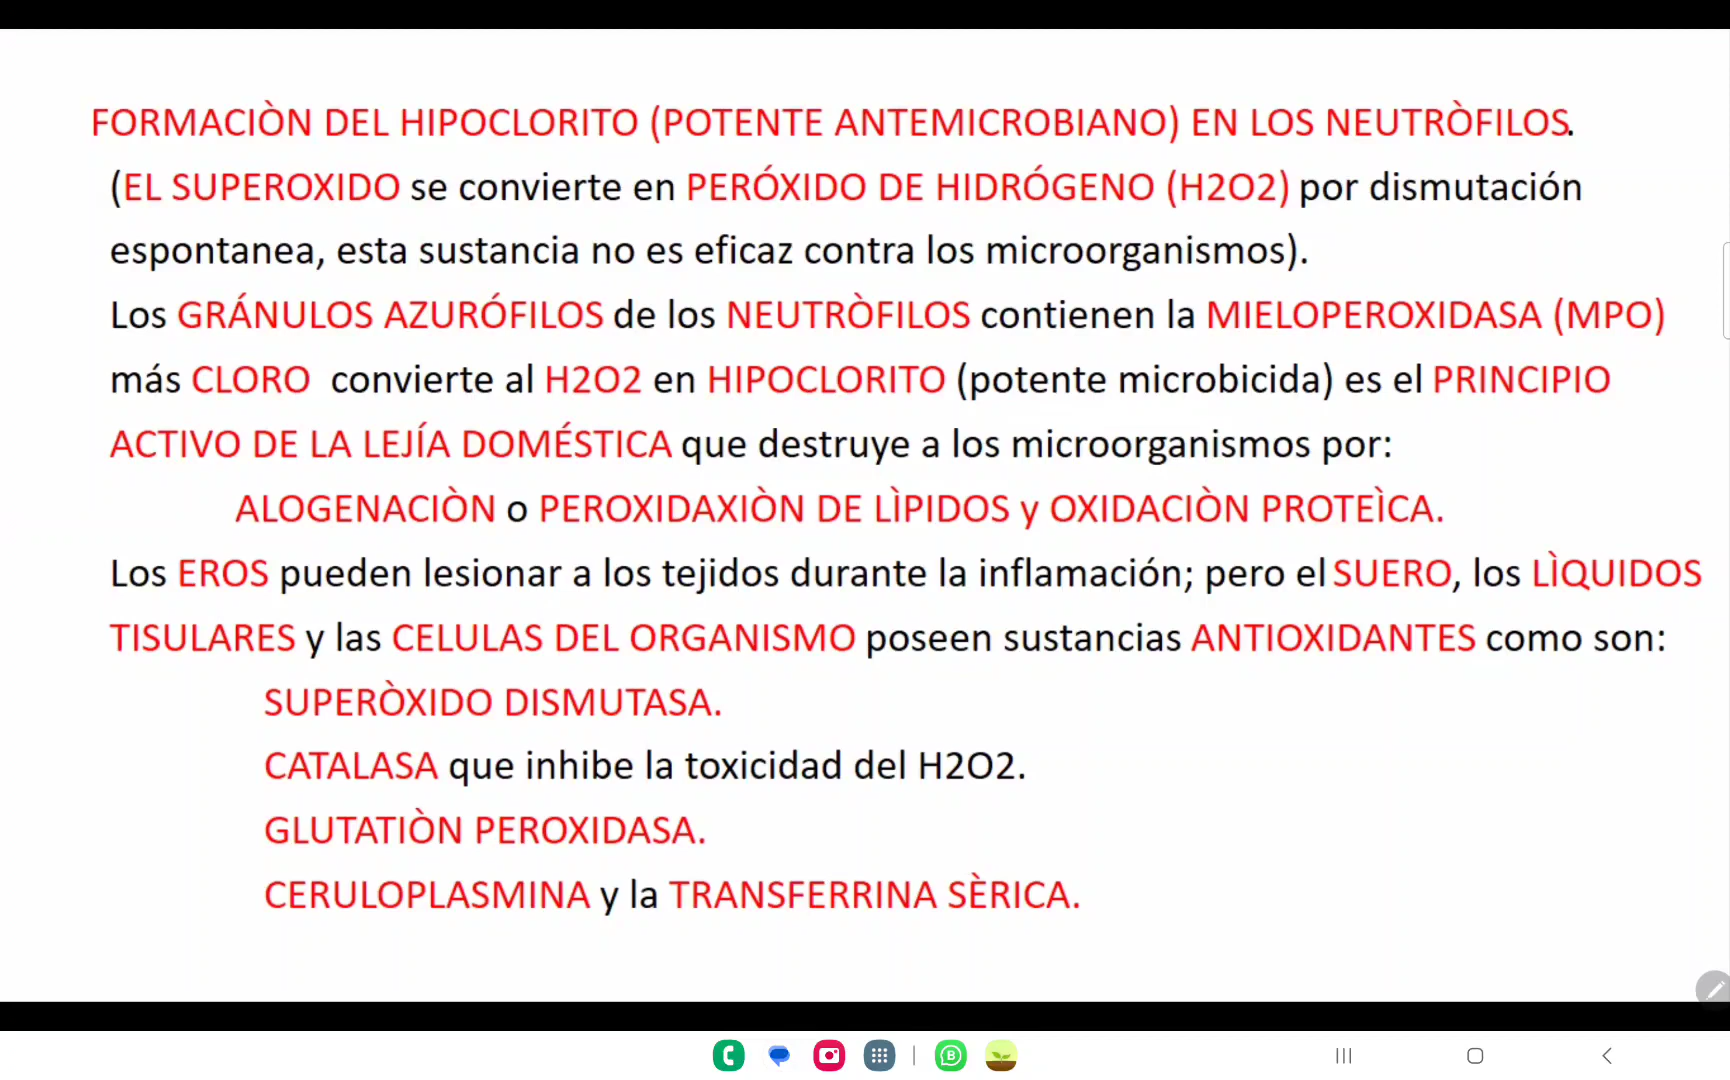 FORMACIÒN DEL HIPOCLORITO (POTENTE ANTEMICROBIANO) EN LOS NEUTRÒFILOS.
(EL SUPEROXIDO se convierte en PERÓXIDO DE HIDRÓGENO (H2O2) por dismutación
espontanea, esta sustancia no es eficaz contra los microorganismos).
Los GRÁNULOS AZURÓFILOS de los NEUTRÒFILOS contienen la MIELOPEROXIDASA (MPO)
más CLORO convierte al H2O2 en HIPOCLORITO (potente microbicida) es el PRINCIPIO
ACTIVO DE LA LEJÍA DOMÉSTICA que destruye a los microorganismos por:
ALOGENACIÒN o PEROXIDAXIÒN DE LÌPIDOS y OXIDACIÒN PROTEÌCA.
Los EROS pueden lesionar a los tejidos durante la inflamación; pero el SUERO, los LÌQUIDOS
TISULARES y las CELULAS DEL ORGANISMO poseen sustancias ANTIOXIDANTES como son:
SUPERÒXIDO DISMUTASA.
CATALASA que inhibe la toxicidad del H2O2.
GLUTATIÒN PEROXIDASA.
CERULOPLASMINA y la TRANSFERRINA SÈRICA.